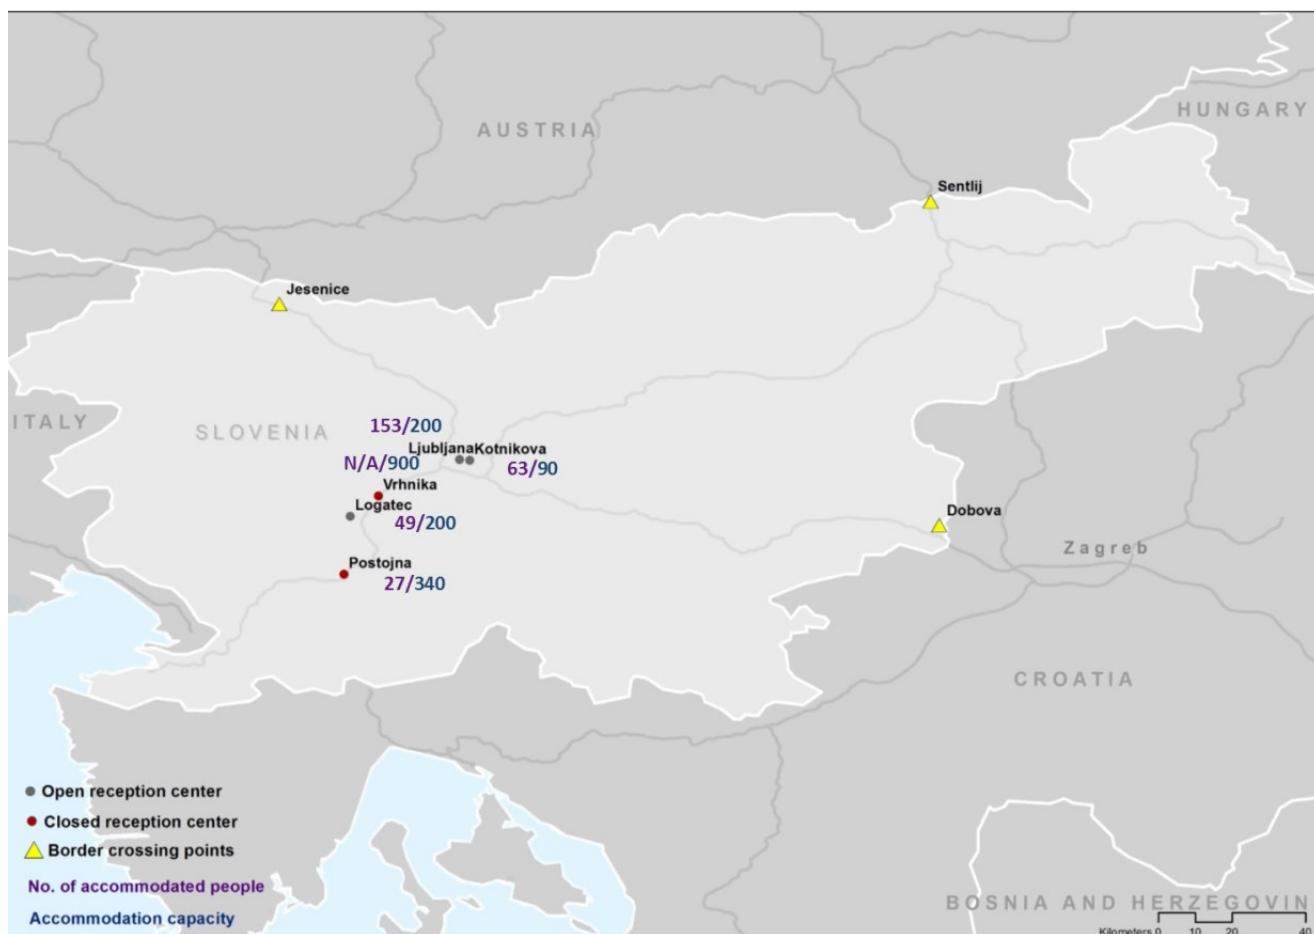 HUNGARY
AUSTRIA
Sentlij
Jesenice
ITALY
SLOVENIA
153/200
Ljubljana
Kotnikova
N/A/900
63/90
Vrhnika
Logatec
49/200
Dobova
Zagreb
Postojna
27/340
CROATIA
Open reception center
Closed reception center
Border crossing points
No. of accommodated people
Accommodation capacity
BOSNIA AND HERZEGOVIN
Kilometers 0 10 20 40